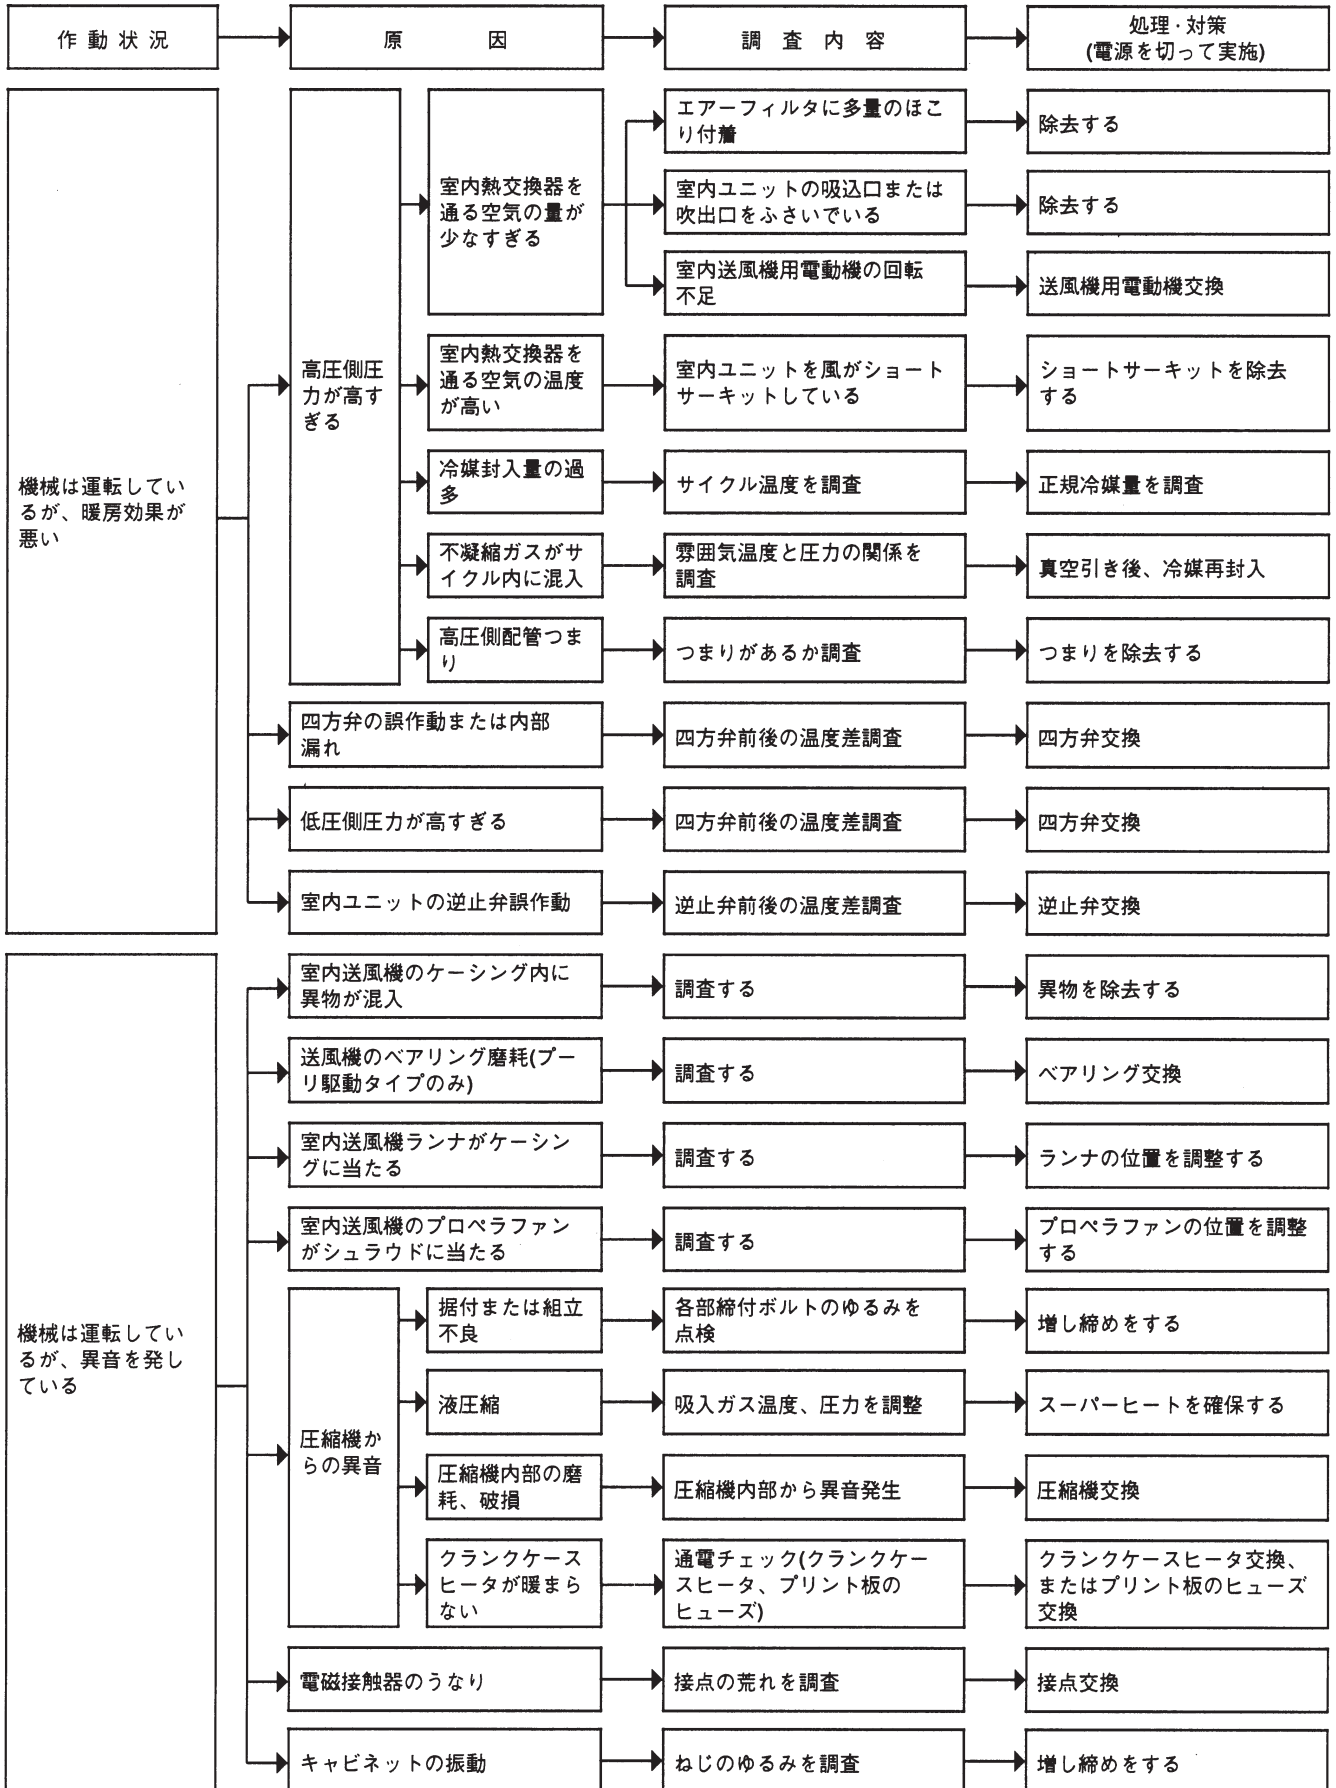 作動状況
原因
調査内容
処理・対策
(電源を切って実施)
機械は運転してい
るが、暖房効果が
悪い
高圧側圧
力が高す
ぎる
室内熱交換器を
通る空気の量が
少なすぎる
エアーフィルタに多量のほこ
り付着
除去する
室内ユニットの吸込口または
吹出口をふさいでいる
除去する
室内送風機用電動機の回転
不足
送風機用電動機交換
室内熱交換器を
通る空気の温度
が高い
室内ユニットを風がショート
サーキットしている
ショートサーキットを除去
する
冷媒封入量の過
多
サイクル温度を調査
正規冷媒量を調査
不凝縮ガスがサ
イクル内に混入
雰囲気温度と圧力の関係を
調査
真空引き後、冷媒再封入
高圧側配管つま
り
つまりがあるか調査
つまりを除去する
四方弁の誤作動または内部
漏れ
四方弁前後の温度差調査
四方弁交換
低圧側圧力が高すぎる
四方弁前後の温度差調査
四方弁交換
室内ユニットの逆止弁誤作動
逆止弁前後の温度差調査
逆止弁交換
機械は運転してい
るが、異音を発し
ている
室内送風機のケーシング内に
異物が混入
調査する
異物を除去する
送風機のベアリング磨耗(プー
リ駆動タイプのみ)
調査する
ベアリング交換
室内送風機ランナがケーシン
グに当たる
調査する
ランナの位置を調整する
室内送風機のプロペラファン
がシュラウドに当たる
調査する
プロペラファンの位置を調整
する
圧縮機か
らの異音
据付または組立
不良
各部締付ボルトのゆるみを
点検
増し締めをする
液圧縮
吸入ガス温度、圧力を調整
スーパーヒートを確保する
圧縮機内部の磨
耗、破損
圧縮機内部から異音発生
圧縮機交換
クランクケース
ヒータが暖まら
ない
通電チェック(クランクケー
スヒータ、プリント板の
ヒューズ)
クランクケースヒータ交換、
またはプリント板のヒューズ
交換
電磁接触器のうなり
接点の荒れを調査
接点交換
キャビネットの振動
ねじのゆるみを調査
増し締めをする